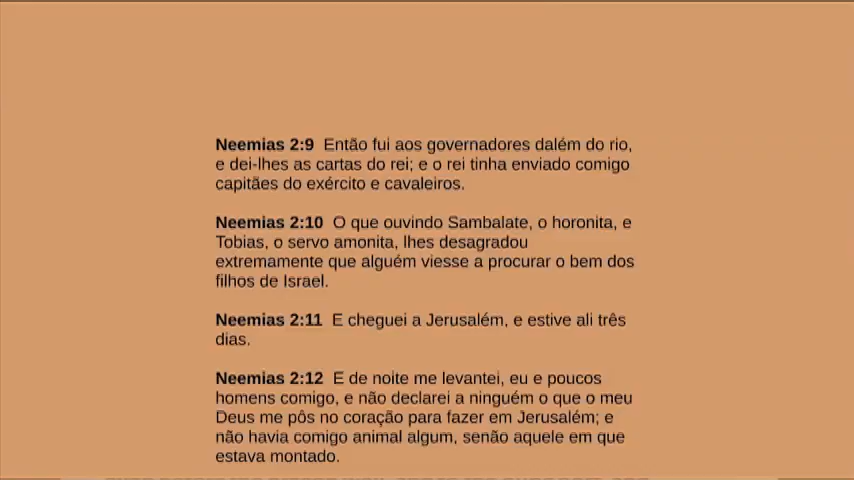 Neemias 2:9 Então fui aos governadores dalém do rio,
e dei-lhes as cartas do rei; e o rei tinha enviado comigo
capitães do exército e cavaleiros.
Neemias 2:10 O que ouvindo Sambalate, o horonita, e
Tobias, o servo amonita, lhes desagradou
extremamente que alguém viesse a procurar o bem dos
filhos de Israel.
Neemias 2:11 E cheguei a Jerusalém, e estive ali três
dias.
Neemias 2:12 E de noite me levantei, eu e poucos
homens comigo, e não declarei a ninguém o que o meu
Deus me pôs no coração para fazer em Jerusalém; e
não havia comigo animal algum, senão aquele em que
estava montado.